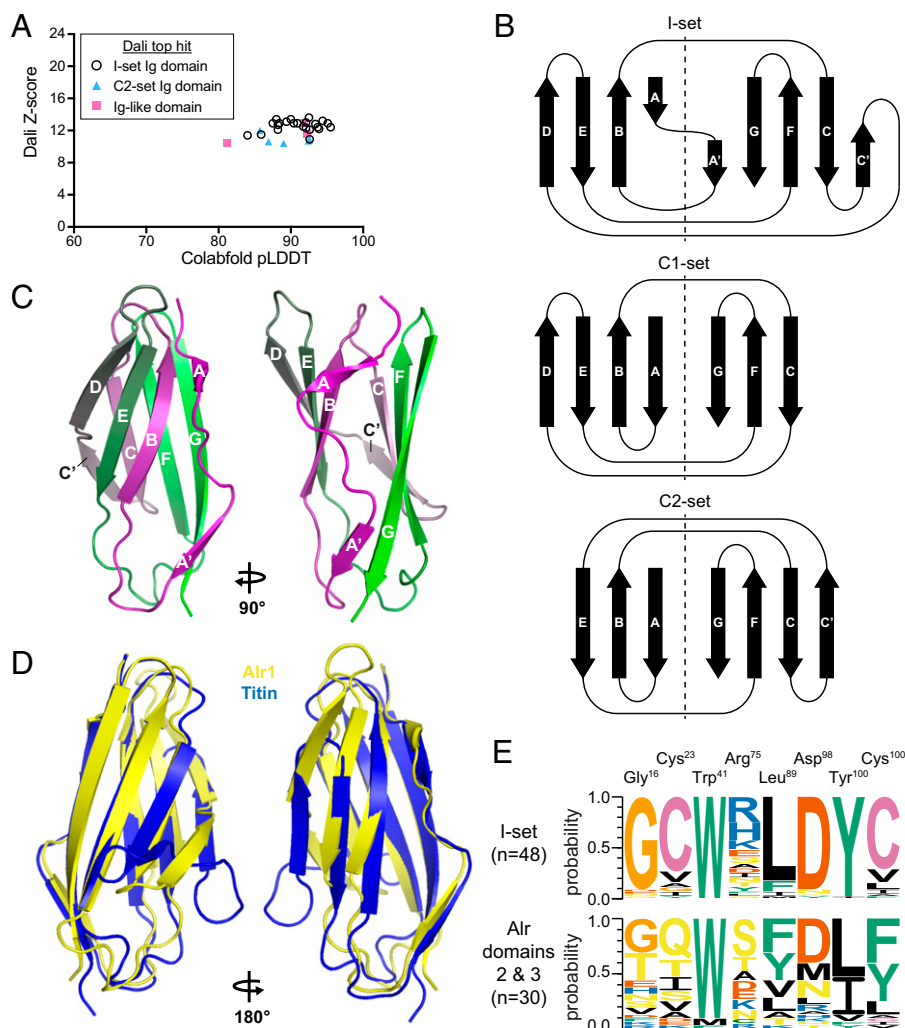 A
Dali Z-score
24
20
16
12
8
4
0
60 70 80 90 100
Colabfold pLDDT
Dali top hit
I-set Ig domain
C2-set Ig domain
Ig-like domain
B
I-set
D E B A A' G F C C'
C1-set
D E B A G F C
C2-set
E B A G F C C'
C
D E C B F G A C' A'
D E A B C F C' A' G
90°
D
Alr1
Titin
180°
E
Cys23 Arg75 Asp98 Cys100
Gly16 Trp41 Leu89 Tyr100
I-set
(n=48)
probability
1.0
0.5
0.0
G C W R L D Y C
V H F V
A K
Alr
domains
2 & 3
(n=30)
probability
1.0
0.5
0.0
G Q W S F D L F
T T T Y M I Y
I A V N L